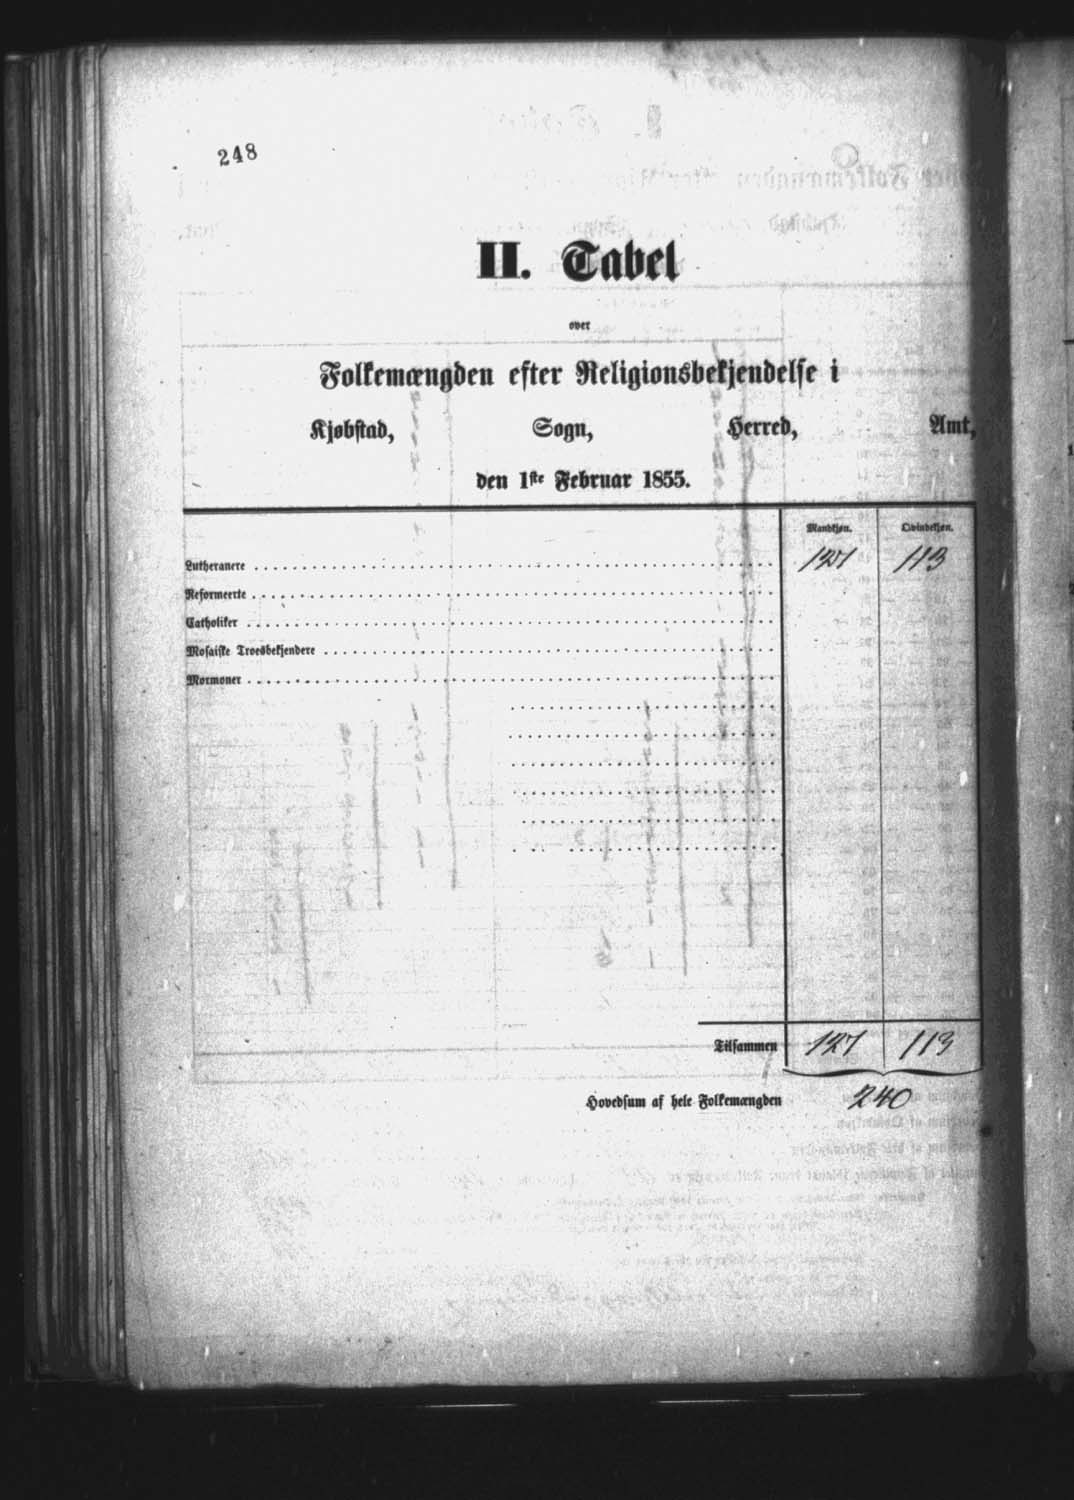 248
II. Tabel
over
Folkemængden efter Religionsbekjendelse i
Kjøbstad, Sogn, Herred, Amt,
den 1ste Februar 1855.
Mandkjøn. Qvindekjøn.
Lutheranere 127 113
Reformeerte
Catholiker
Mosaiske Troesbekjendere
Mormoner
Tilsammen 127 113
Hovedsum af hele Folkemængden 240